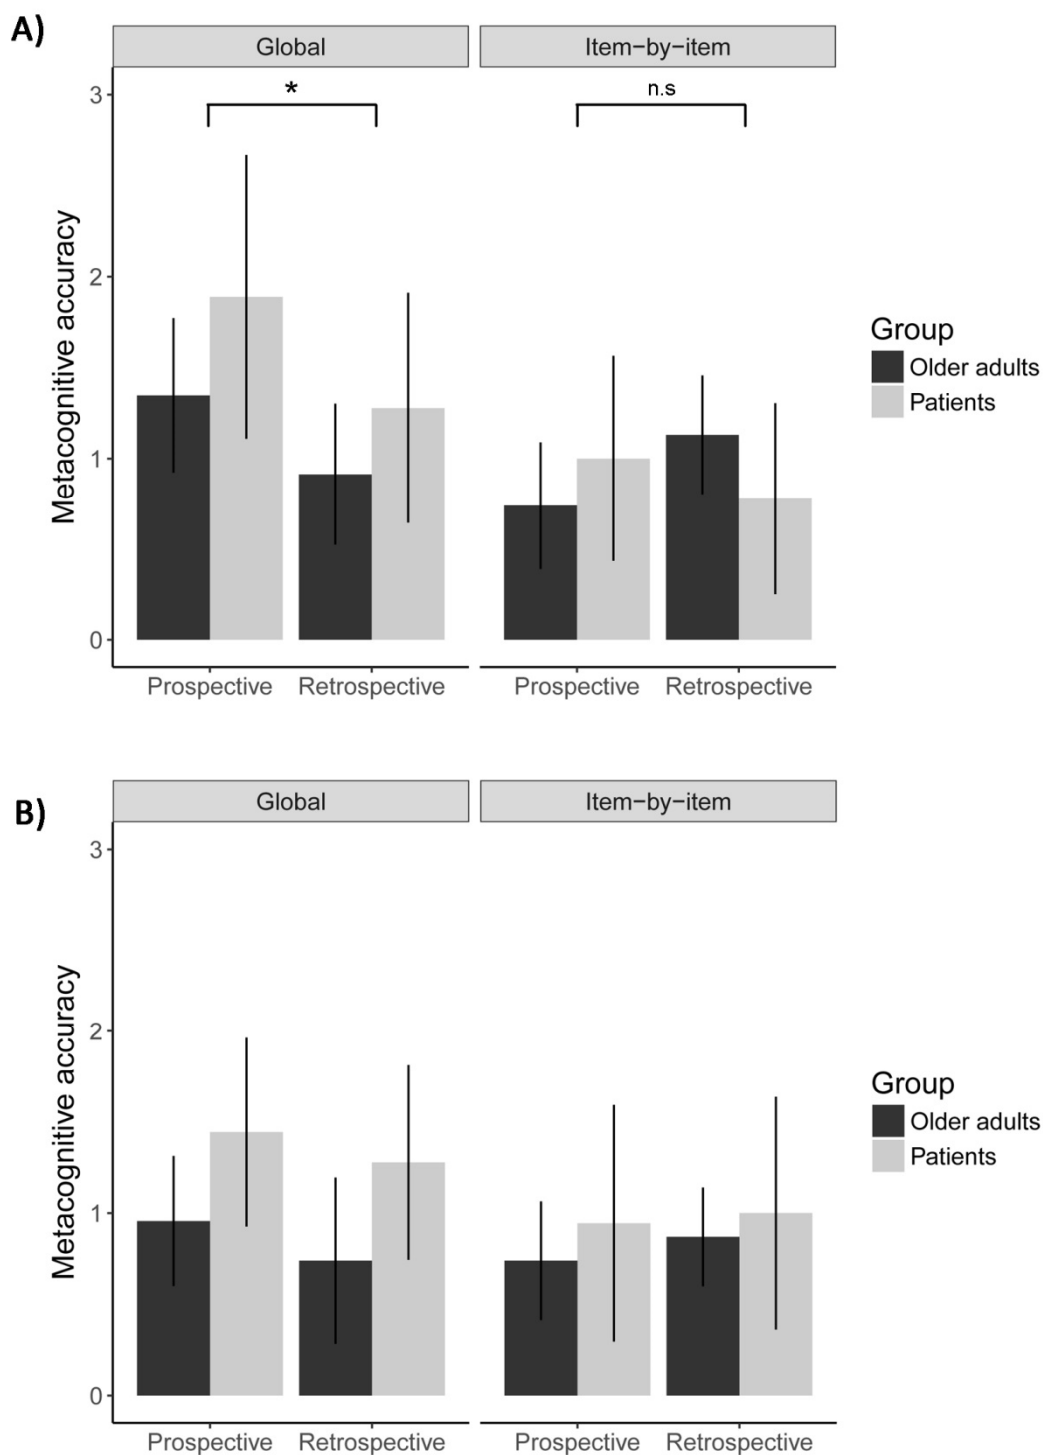 A)
Global
Item−by−item
3
*
n.s
2
1
0
Metacognitive accuracy
Prospective
Retrospective
Prospective
Retrospective
Group
Older adults
Patients
B)
Global
Item−by−item
3
2
1
0
Metacognitive accuracy
Prospective
Retrospective
Prospective
Retrospective
Group
Older adults
Patients